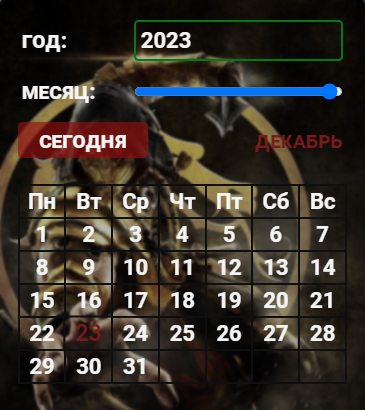 ГОД: 2023
МЕСЯЦ:
СЕГОДНЯ ДЕКАБРЬ
Пн Вт Ср Чт Пт Сб Вс
1 2 3 4 5 6 7
8 9 10 11 12 13 14
15 16 17 18 19 20 21
22 23 24 25 26 27 28
29 30 31